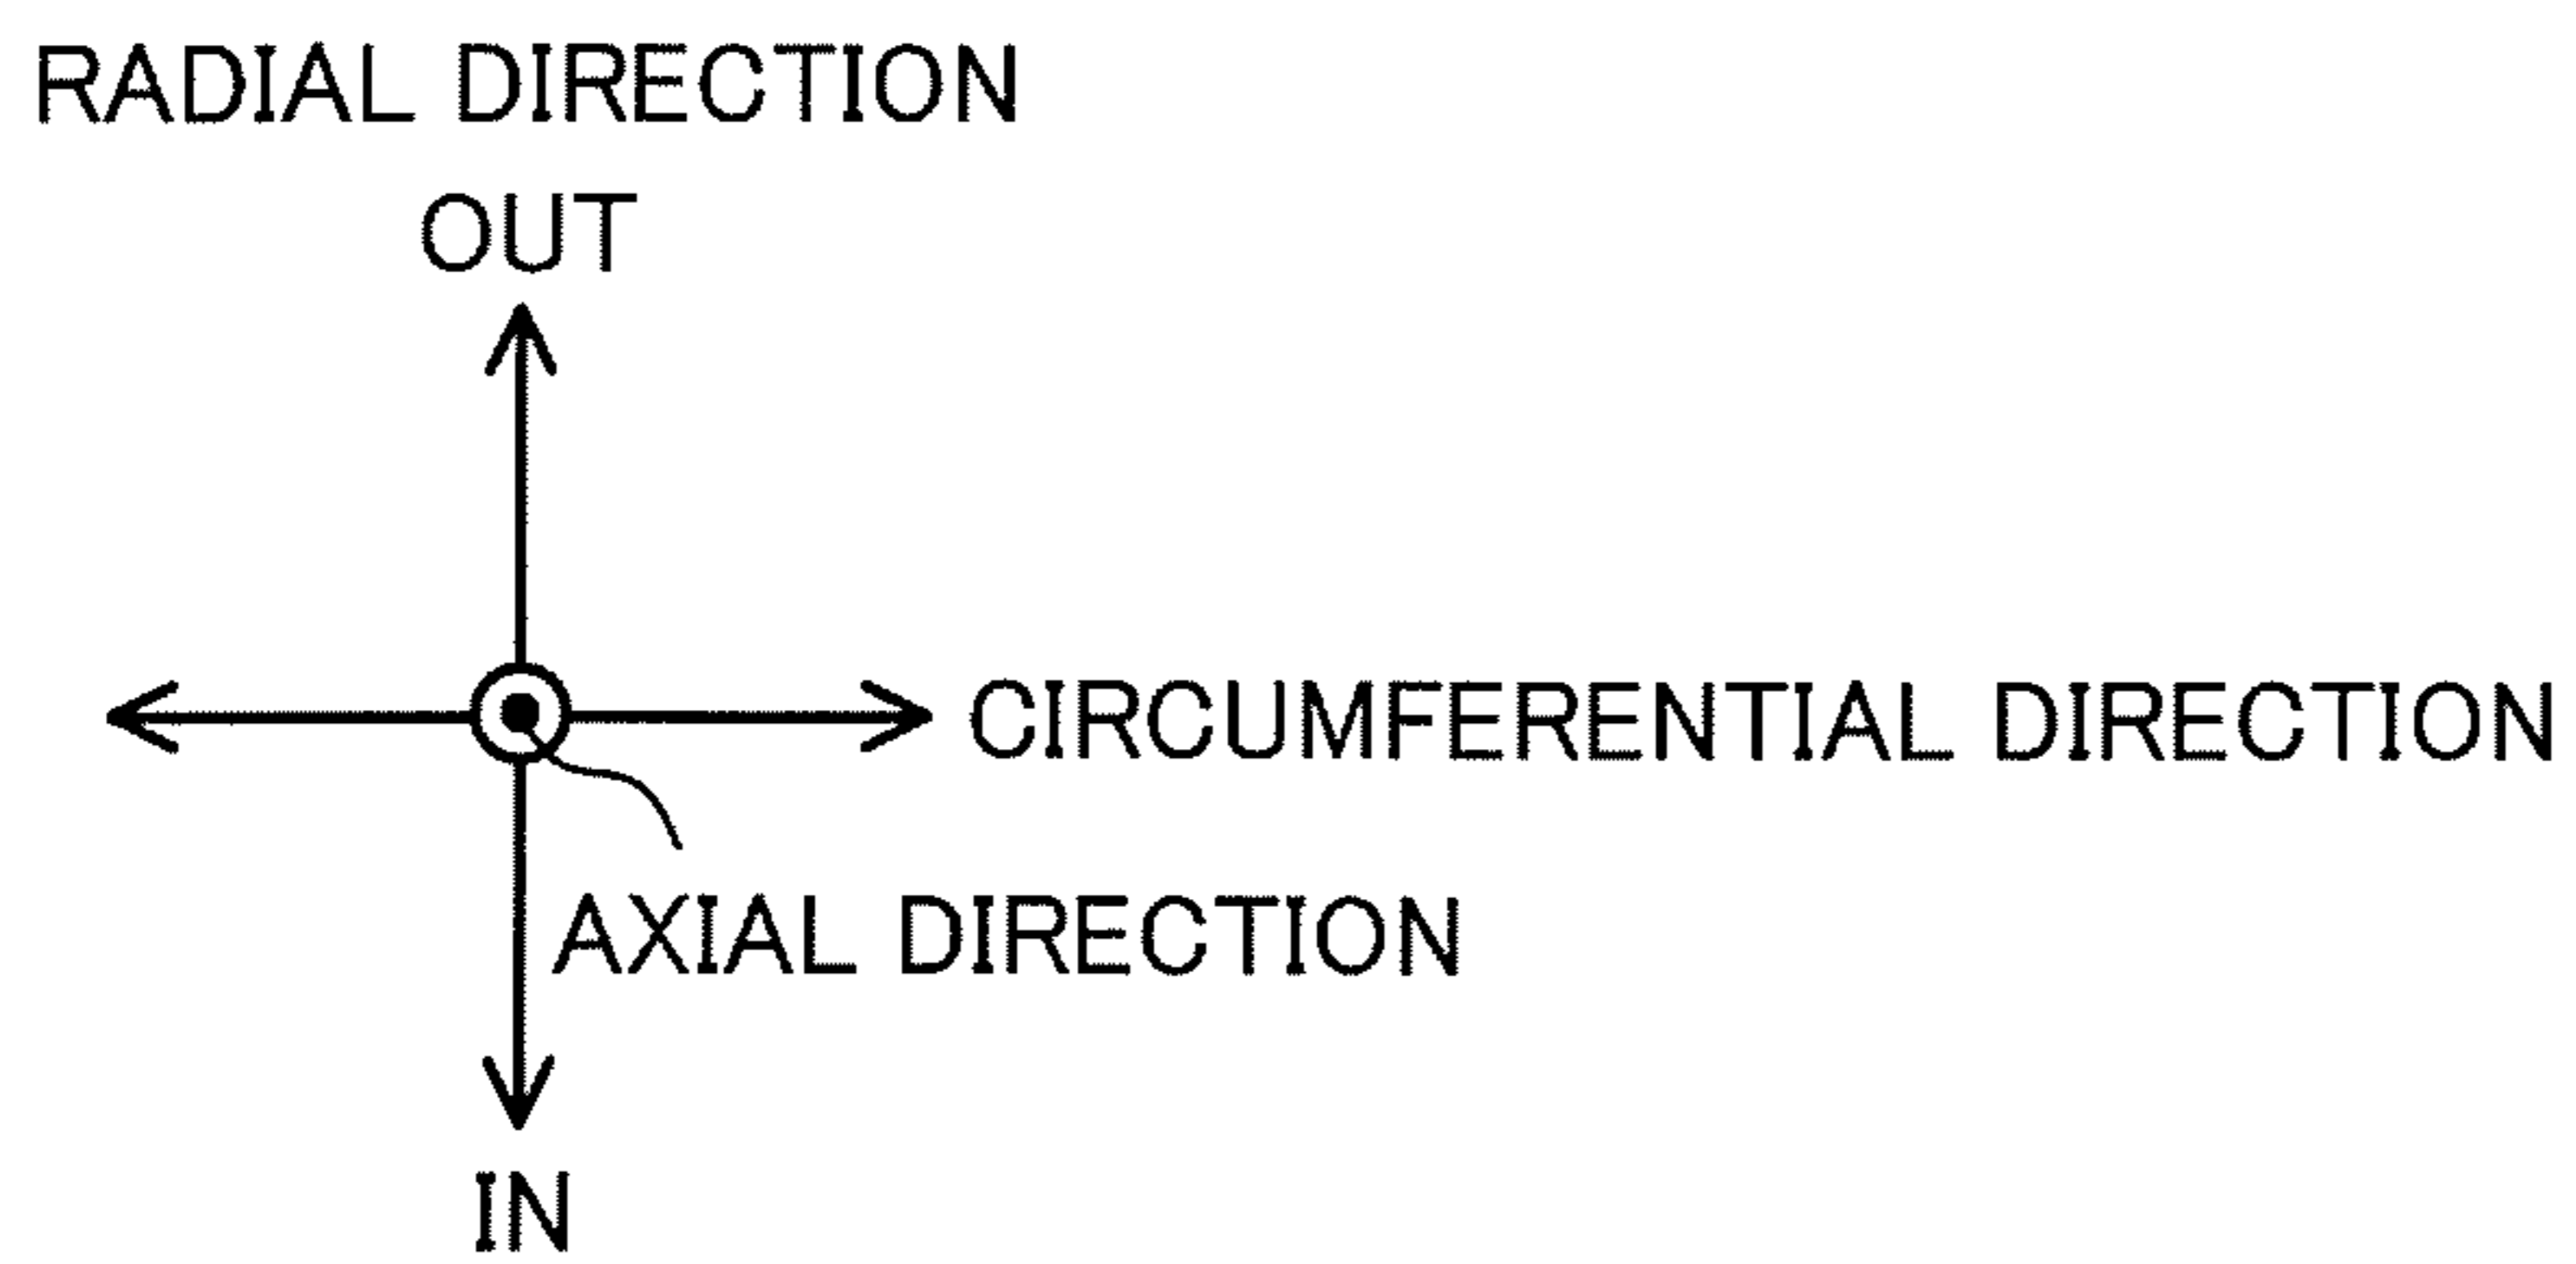 RADIAL DIRECTION
OUT
CIRCUMFERENTIAL DIRECTION
AXIAL DIRECTION
IN